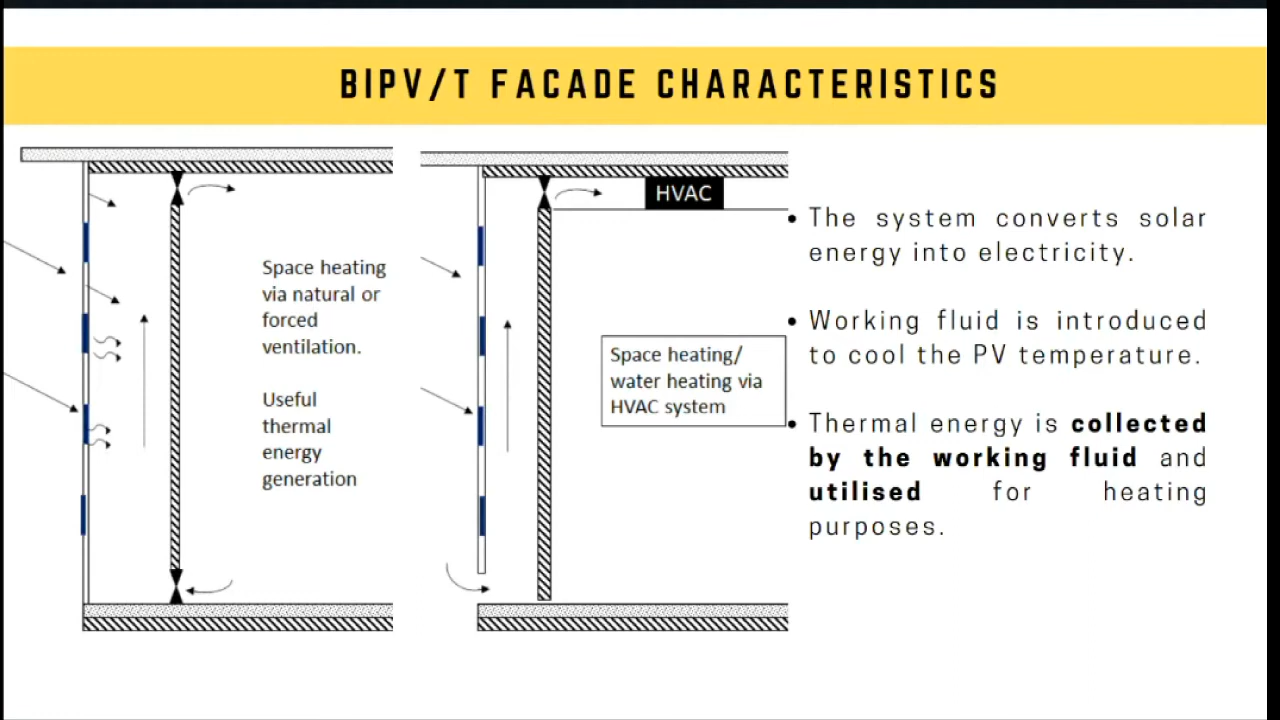 BIPV/T FACADE CHARACTERISTICS
Space heating
via natural or
forced
ventilation.
Useful
thermal
energy
generation
HVAC
Space heating/
water heating via
HVAC system
• The system converts solar
energy into electricity.
• Working fluid is introduced
to cool the PV temperature.
• Thermal energy is collected
by the working fluid and
utilised for heating
purposes.